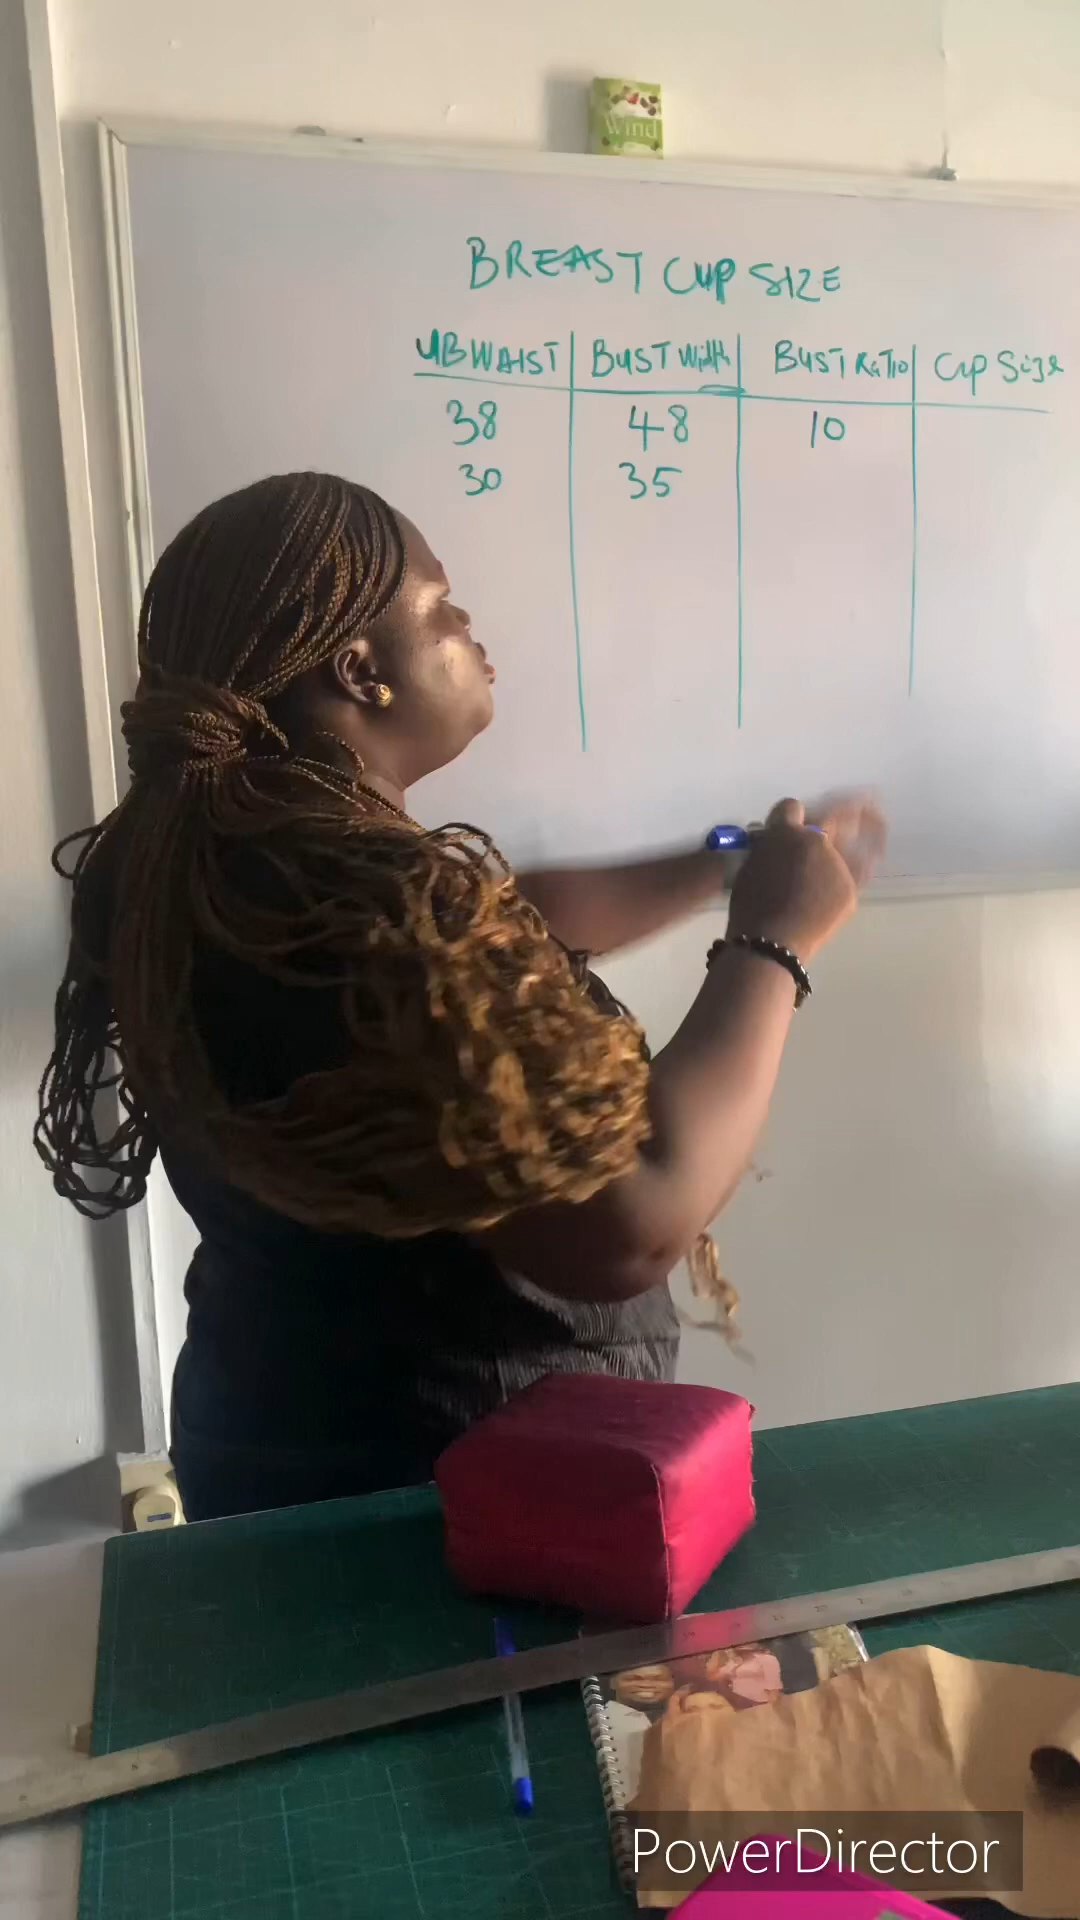 Wind
BREAST CUP SIZE
UBWAIST BUST Width BUST RATIO CUP Size
38 48 10
30 35
PowerDirector